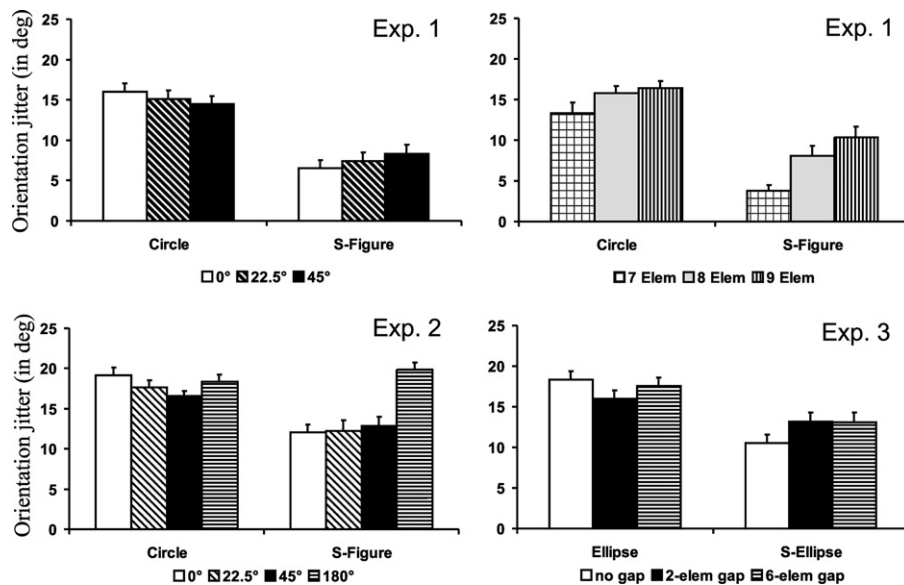 Exp. 1
Orientation jitter (in deg)
25
20
15
10
5
0
Circle S-Figure
0° 22.5° 45°
Exp. 1
25
20
15
10
5
0
Circle S-Figure
7 Elem 8 Elem 9 Elem
Exp. 2
Orientation jitter (in deg)
25
20
15
10
5
0
Circle S-Figure
0° 22.5° 45° 180°
Exp. 3
25
20
15
10
5
0
Ellipse S-Ellipse
no gap 2-elem gap 6-elem gap